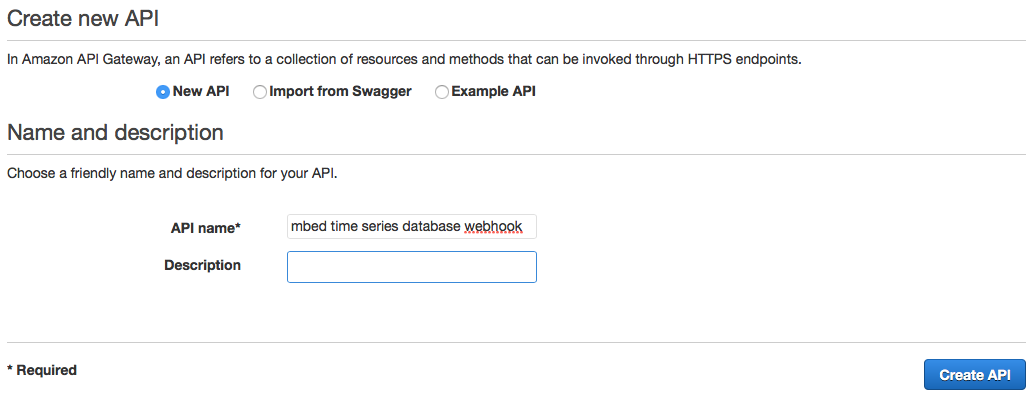 Create new API
In Amazon API Gateway, an API refers to a collection of resources and methods that can be invoked through HTTPS endpoints.
New API Import from Swagger Example API
Name and description
Choose a friendly name and description for your API.
API name* mbed time series database webhook
Description
* Required Create API